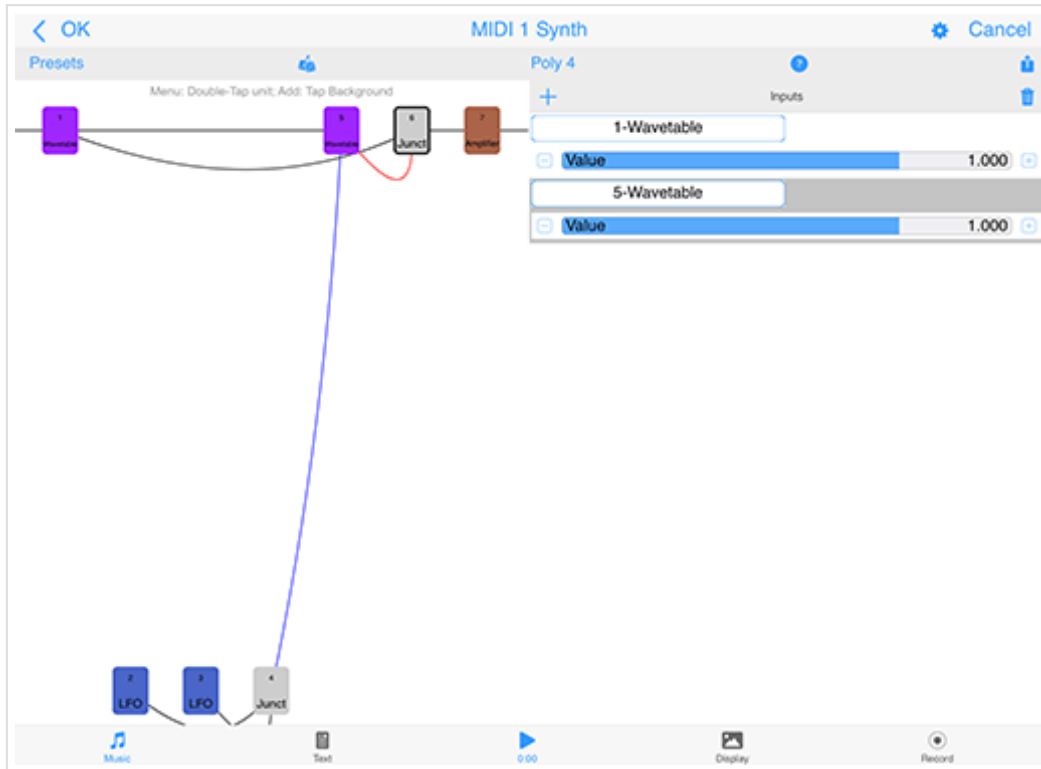 OK
MIDI 1 Synth
Cancel
Presets
Poly 4
?
Menu: Double-Tap unit; Add: Tap Background
Inputs
1
Wavetable
5
Wavetable
6
Junct
7
Amplifier
1-Wavetable
Value 1.000
5-Wavetable
Value 1.000
2
LFO
3
LFO
4
Junct
Music
Text
0:00
Display
Record